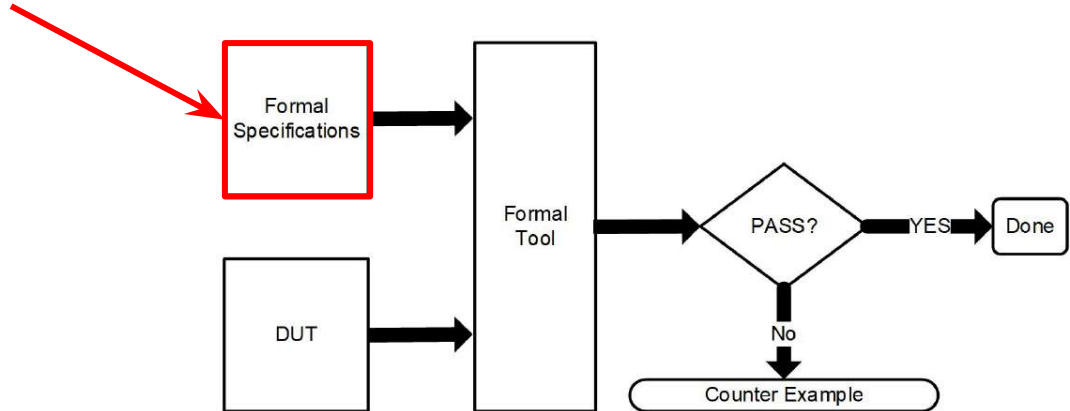 Formal
Specifications
Formal
Tool
PASS?
YES
Done
DUT
No
Counter Example